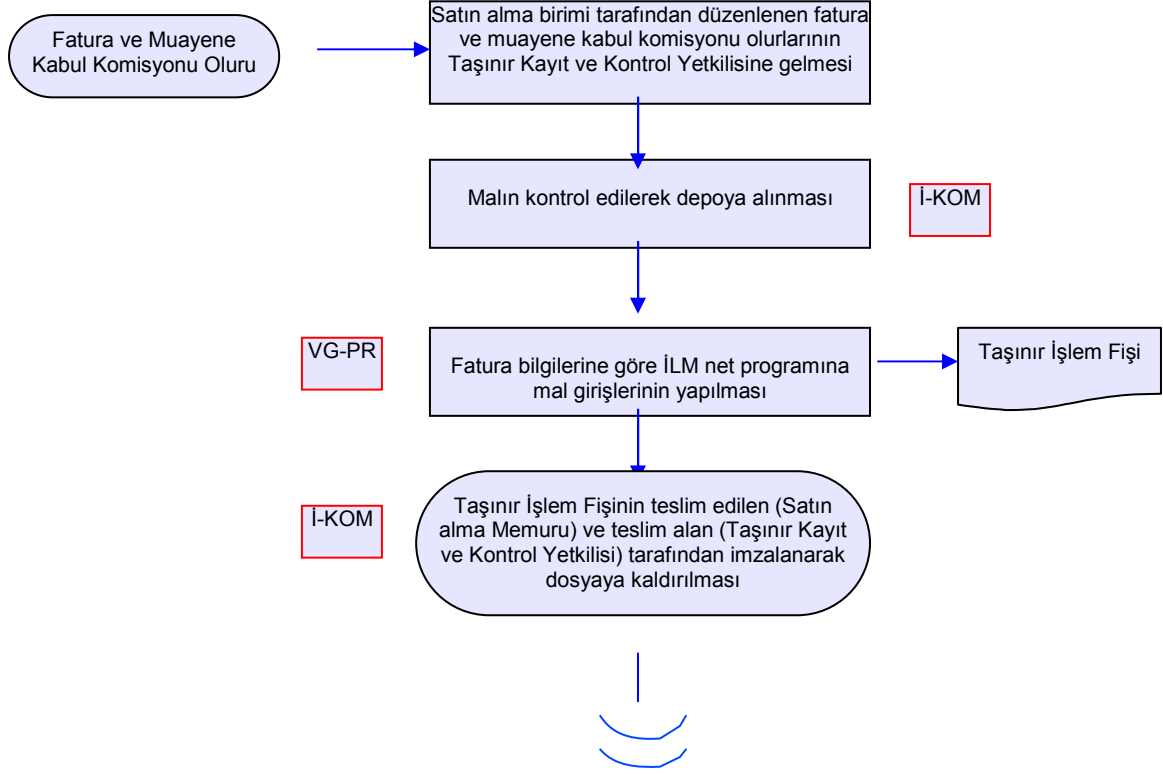 Fatura ve Muayene
Kabul Komisyonu Oluru
Satın alma birimi tarafından düzenlenen fatura
ve muayene kabul komisyonu olurlarının
Taşınır Kayıt ve Kontrol Yetkilisine gelmesi
Malın kontrol edilerek depoya alınması
İ-KOM
VG-PR
Fatura bilgilerine göre İLM net programına
mal girişlerinin yapılması
Taşınır İşlem Fişi
İ-KOM
Taşınır İşlem Fişinin teslim edilen (Satın
alma Memuru) ve teslim alan (Taşınır Kayıt
ve Kontrol Yetkilisi) tarafından imzalanarak
dosyaya kaldırılması